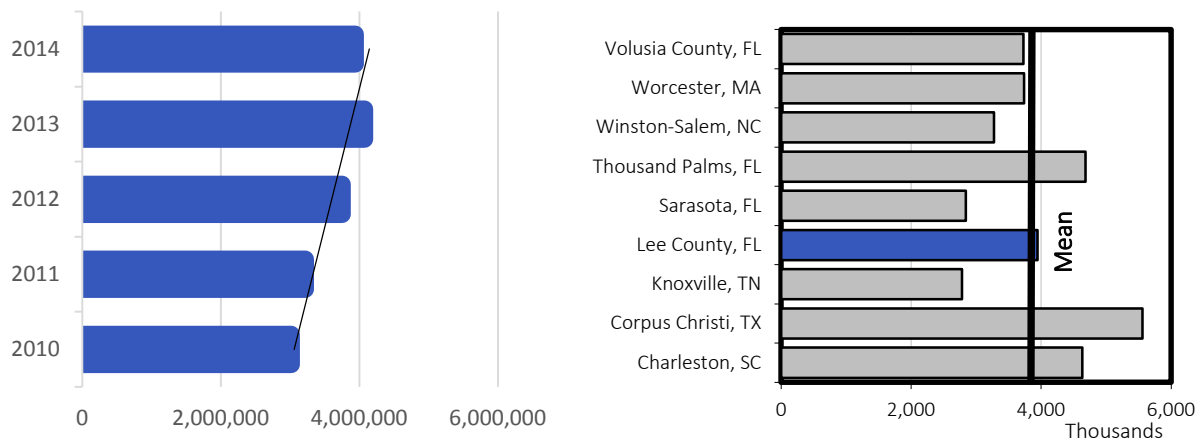 2014
2013
2012
2011
2010
0
2,000,000
4,000,000
6,000,000
Volusia County, FL
Worcester, MA
Winston-Salem, NC
Thousand Palms, FL
Sarasota, FL
Lee County, FL
Knoxville, TN
Corpus Christi, TX
Charleston, SC
Mean
0
2,000
4,000
6,000
Thousands